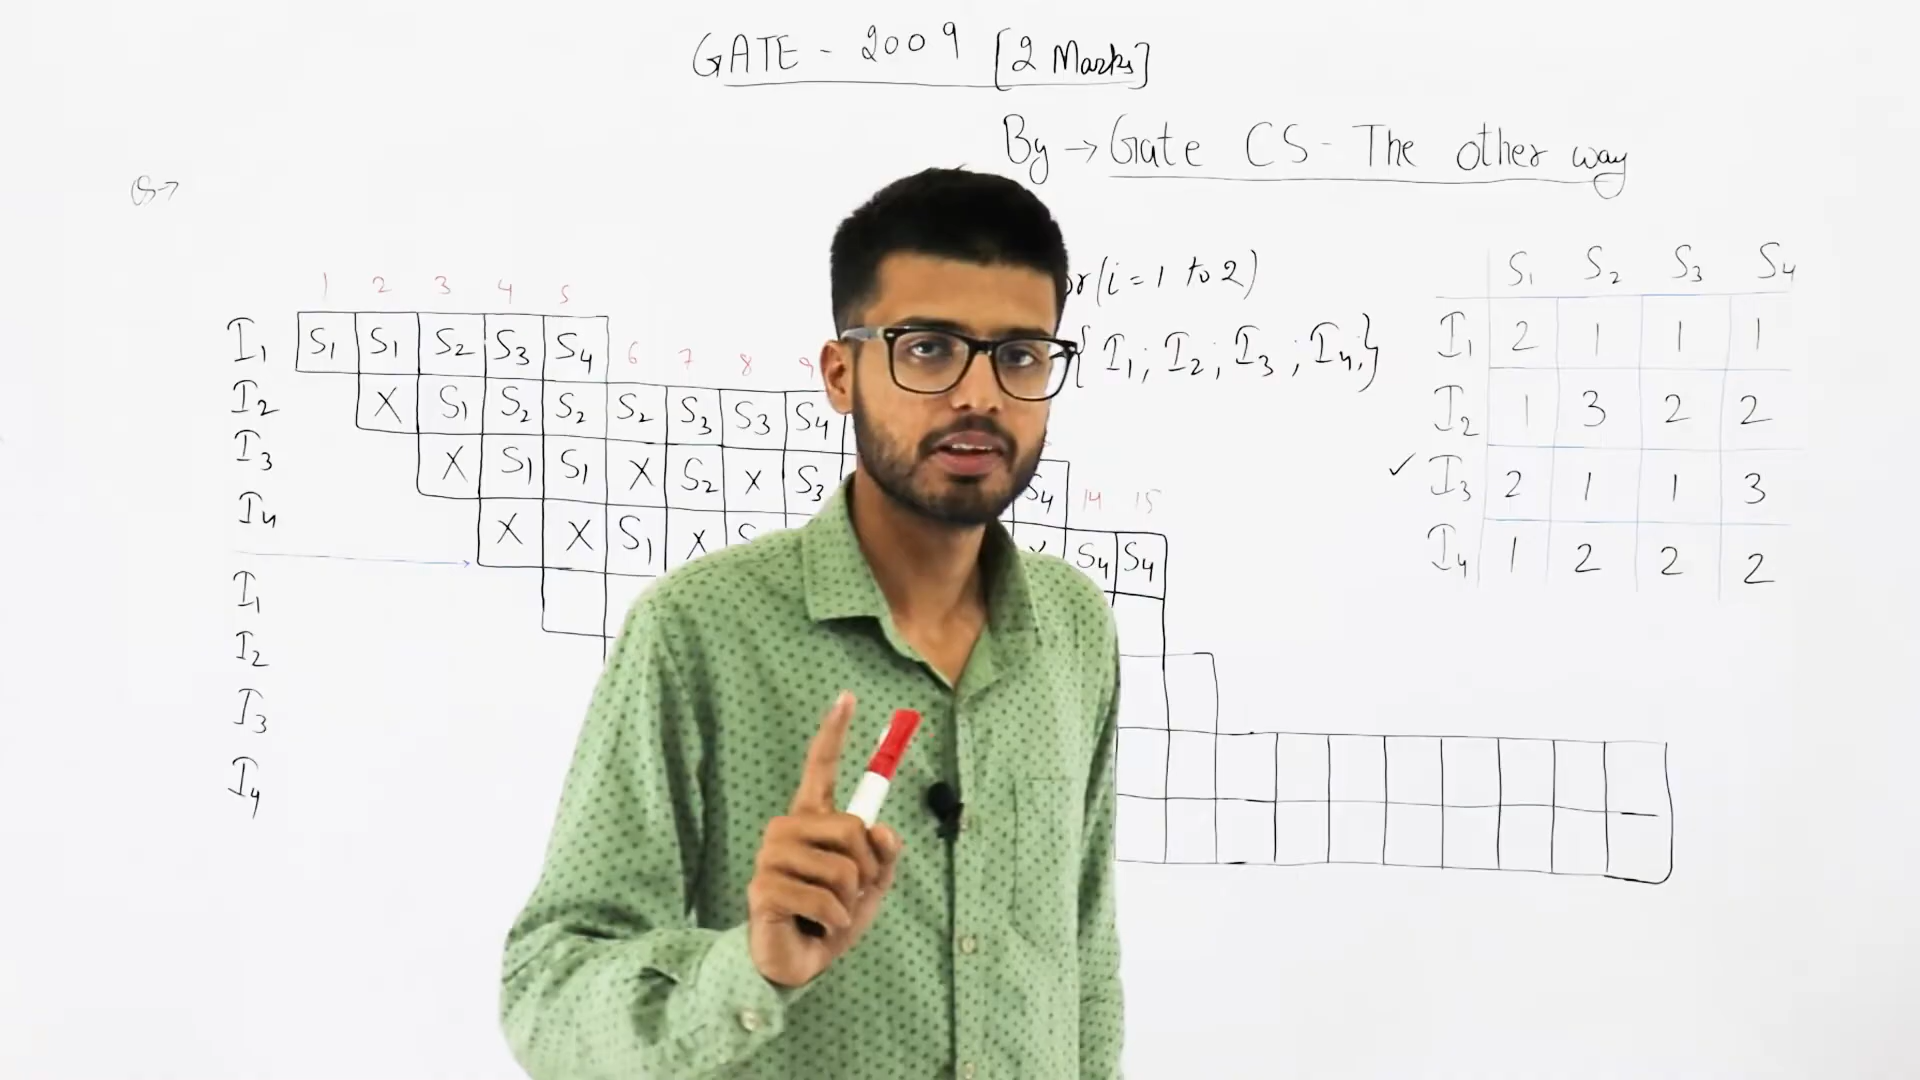 GATE - 2009 [2 Marks]
By → Gate CS - The other way
Q→
(i = 1 to 2)
{ I1; I2; I3; I4; }
S1 S2 S3 S4
I1 2 1 1 1
I2 1 3 2 2
✓ I3 2 1 1 3
I4 1 2 2 2
1 2 3 4 5
I1 S1 S1 S2 S3 S4 6 7 8 9
I2 X S1 S2 S2 S2 S3 S3 S4
I3 X S1 S1 X S2 X S3 S4 14 15
I4 X X S1 X S4 S4
I1
I2
I3
I4